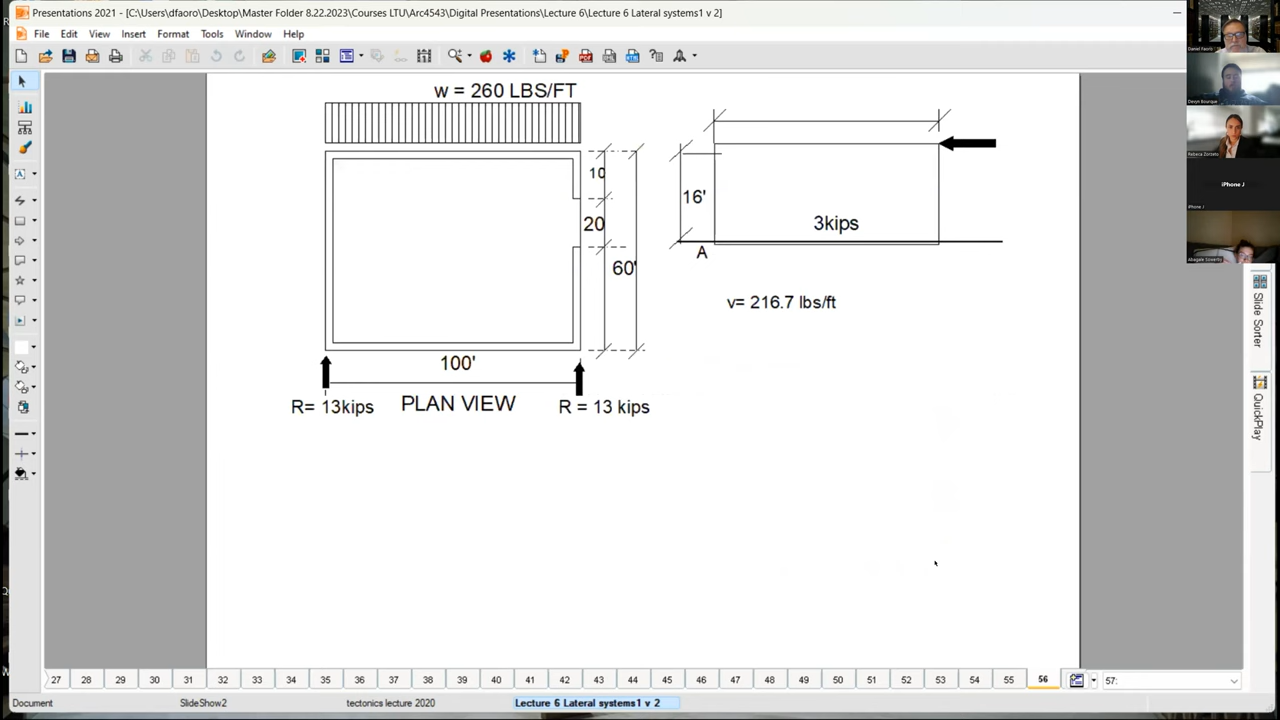 Presentations 2021 - [C:\Users\dfaoro\Desktop\Master Folder 8.22.2023\Courses LTU\Arc4543\Digital Presentations\Lecture 6\Lecture 6 Lateral systems1 v 2]
File Edit View Insert Format Tools Window Help
w = 260 LBS/FT
10
20
60'
100'
R= 13kips
PLAN VIEW
R = 13 kips
16'
3kips
A
v= 216.7 lbs/ft
Rebeca Zorzeto
iPhone J
iPhone J
Slide Sorter
QuickPlay
27 28 29 30 31 32 33 34 35 36 37 38 39 40 41 42 43 44 45 46 47 48 49 50 51 52 53 54 55 56 57:
Document SlideShow2 tectonics lecture 2020 Lecture 6 Lateral systems1 v 2